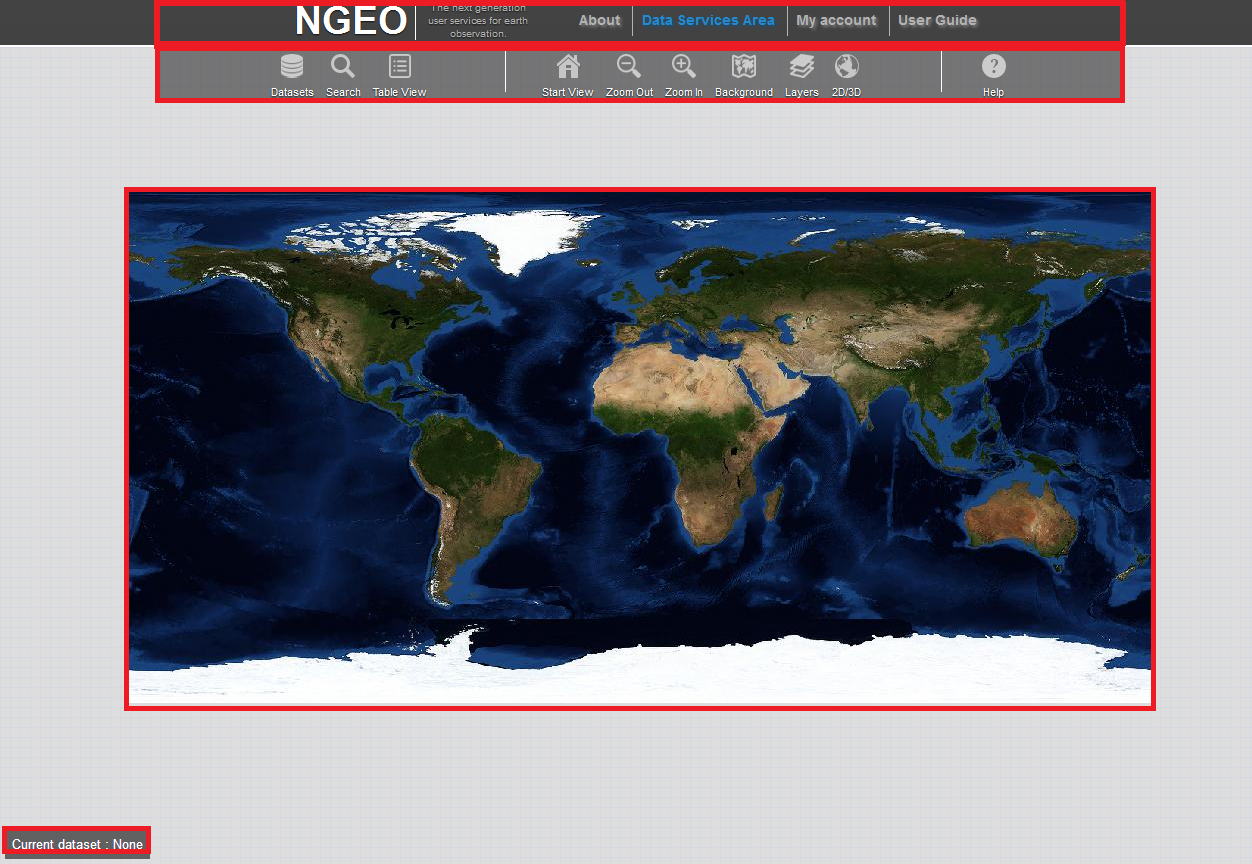 NGEO
The next generation
user services for earth
observation.
About
Data Services Area
My account
User Guide
Datasets
Search
Table View
Start View
Zoom Out
Zoom In
Background
Layers
2D/3D
Help
Current dataset : None